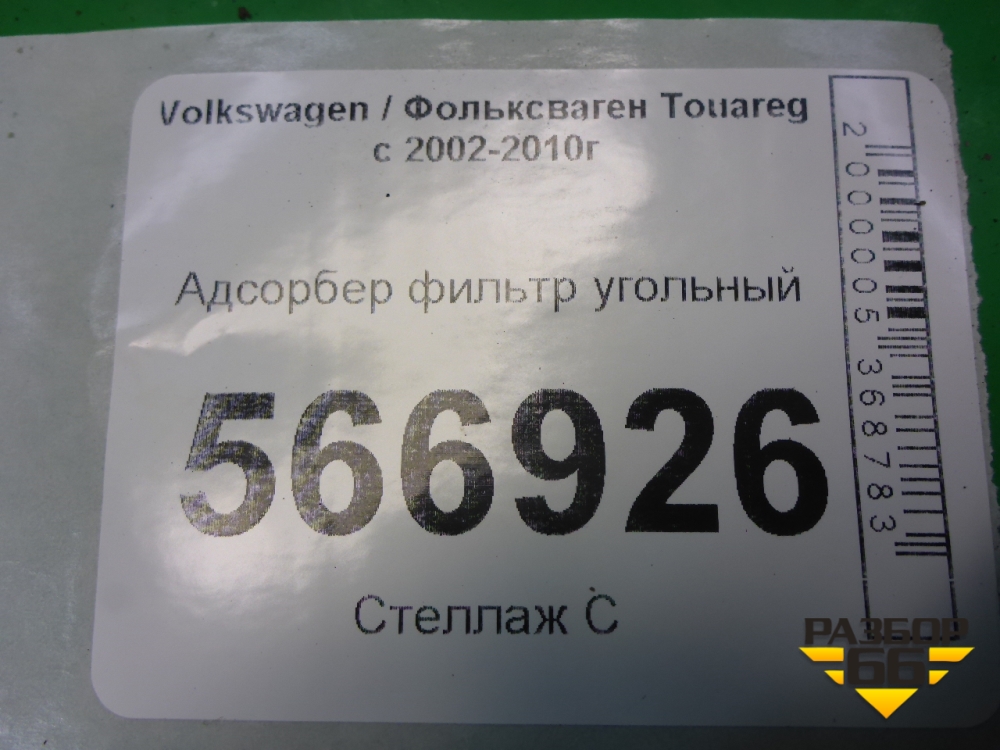 Volkswagen / Фольксваген Touareg
с 2002-2010г
Адсорбер фильтр угольный
566926
Стеллаж С
2000005368783
РАЗБОР
66